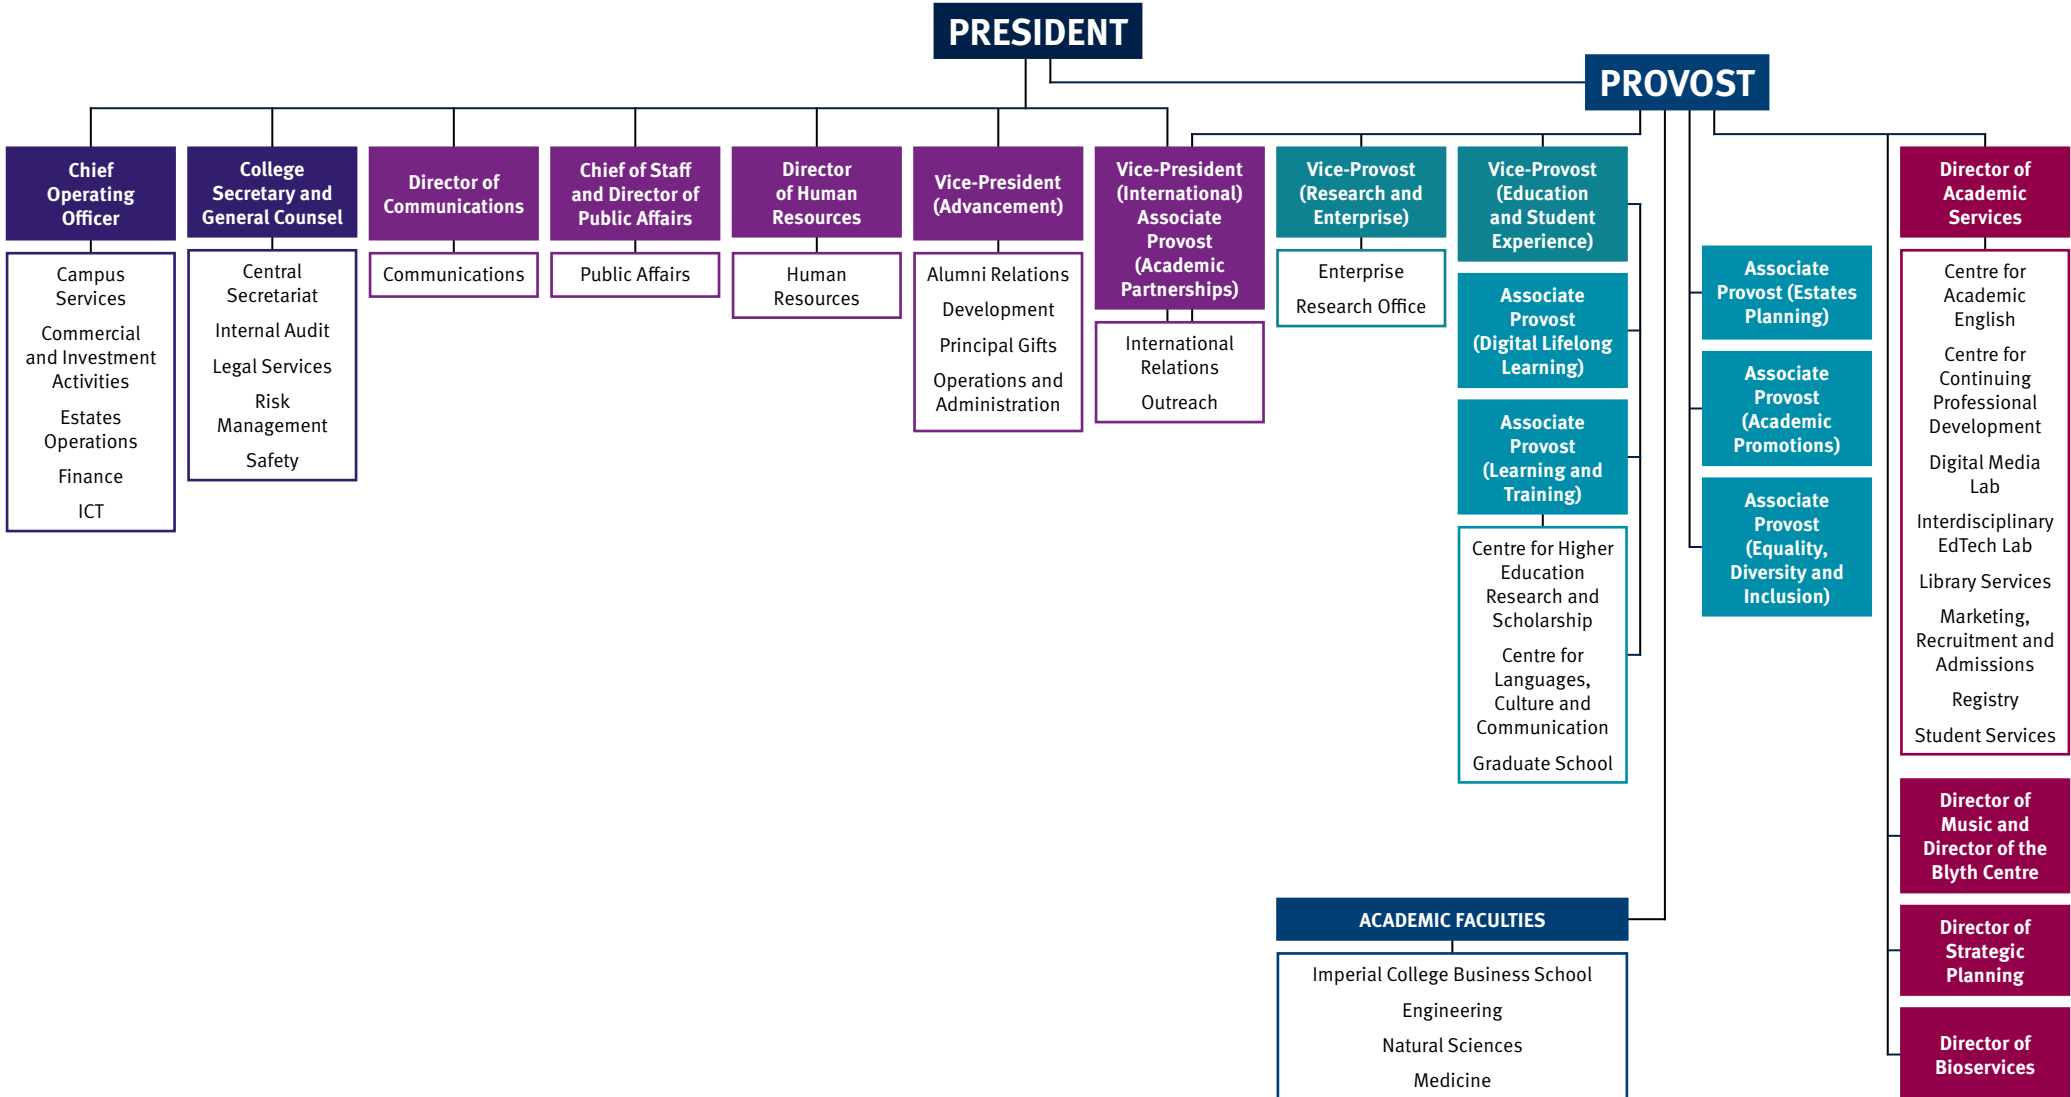 PRESIDENT
PROVOST
Chief
Operating
Officer
Campus
Services
Commercial
and Investment
Activities
Estates
Operations
Finance
ICT
College
Secretary and
General Counsel
Central
Secretariat
Internal Audit
Legal Services
Risk
Management
Safety
Director of
Communications
Communications
Chief of Staff
and Director of
Public Affairs
Public Affairs
Director
of Human
Resources
Human
Resources
Vice-President
(Advancement)
Alumni Relations
Development
Principal Gifts
Operations and
Administration
Vice-President
(International)
Associate
Provost
(Academic
Partnerships)
International
Relations
Outreach
Vice-Provost
(Research and
Enterprise)
Enterprise
Research Office
Vice-Provost
(Education
and Student
Experience)
Associate
Provost
(Digital Lifelong
Learning)
Associate
Provost
(Learning and
Training)
Centre for Higher
Education
Research and
Scholarship
Centre for
Languages,
Culture and
Communication
Graduate School
ACADEMIC FACULTIES
Imperial College Business School
Engineering
Natural Sciences
Medicine
Associate
Provost (Estates
Planning)
Associate
Provost
(Academic
Promotions)
Associate
Provost
(Equality,
Diversity and
Inclusion)
Director of
Academic
Services
Centre for
Academic
English
Centre for
Continuing
Professional
Development
Digital Media
Lab
Interdisciplinary
EdTech Lab
Library Services
Marketing,
Recruitment and
Admissions
Registry
Student Services
Director of
Music and
Director of the
Blyth Centre
Director of
Strategic
Planning
Director of
Bioservices